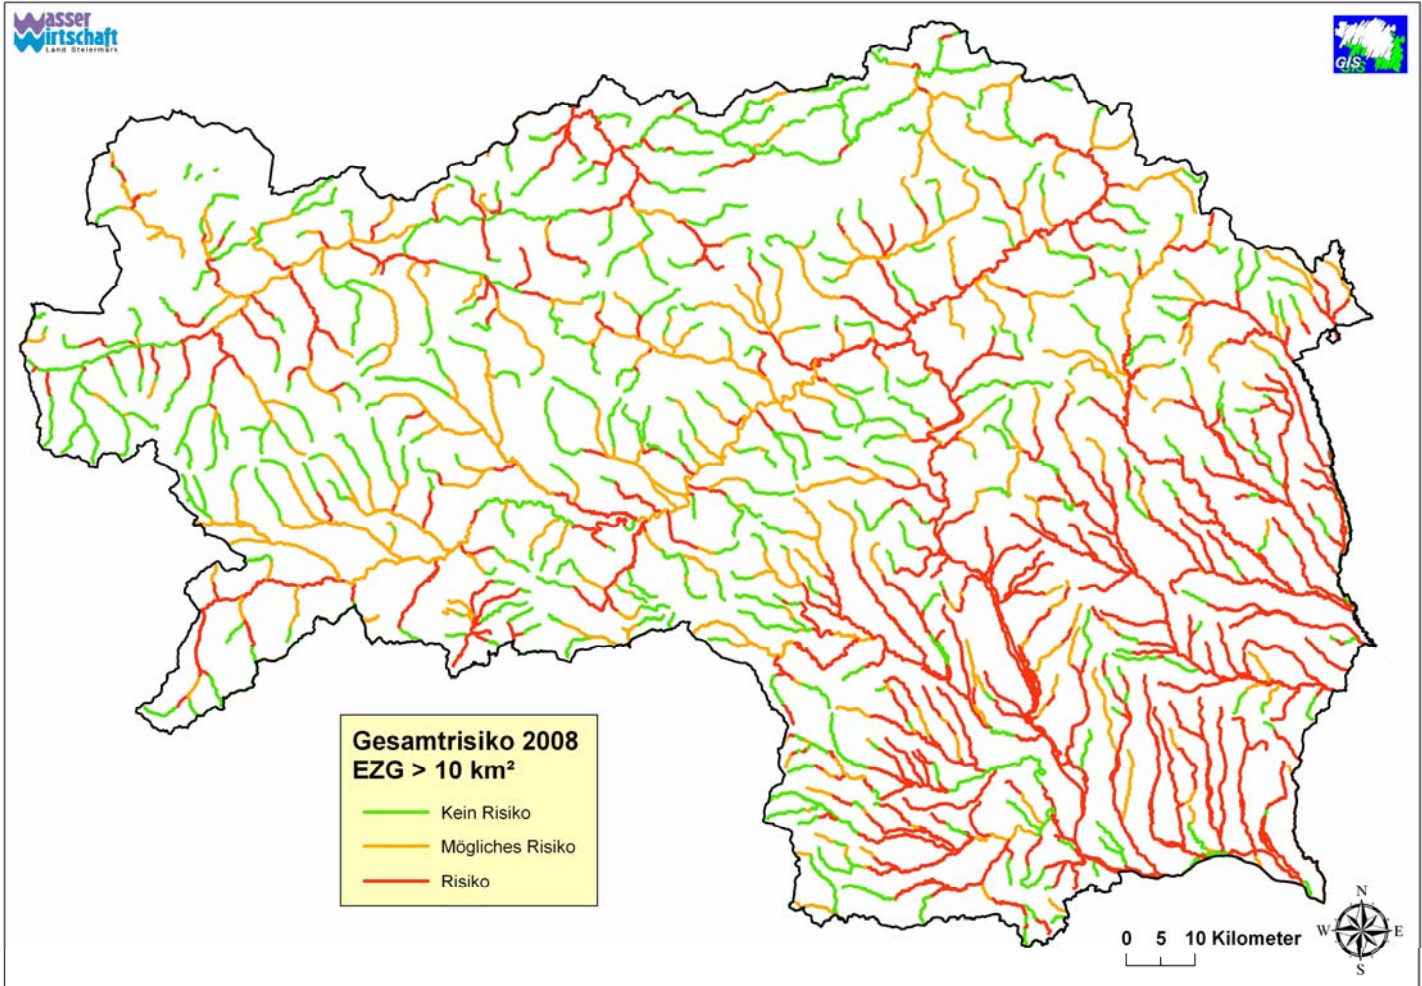 Wasser
Wirtschaft
Land Steiermark
GIS
GIS
Gesamtrisiko 2008
EZG > 10 km²
Kein Risiko
Mögliches Risiko
Risiko
0 5 10 Kilometer
N
W E
S